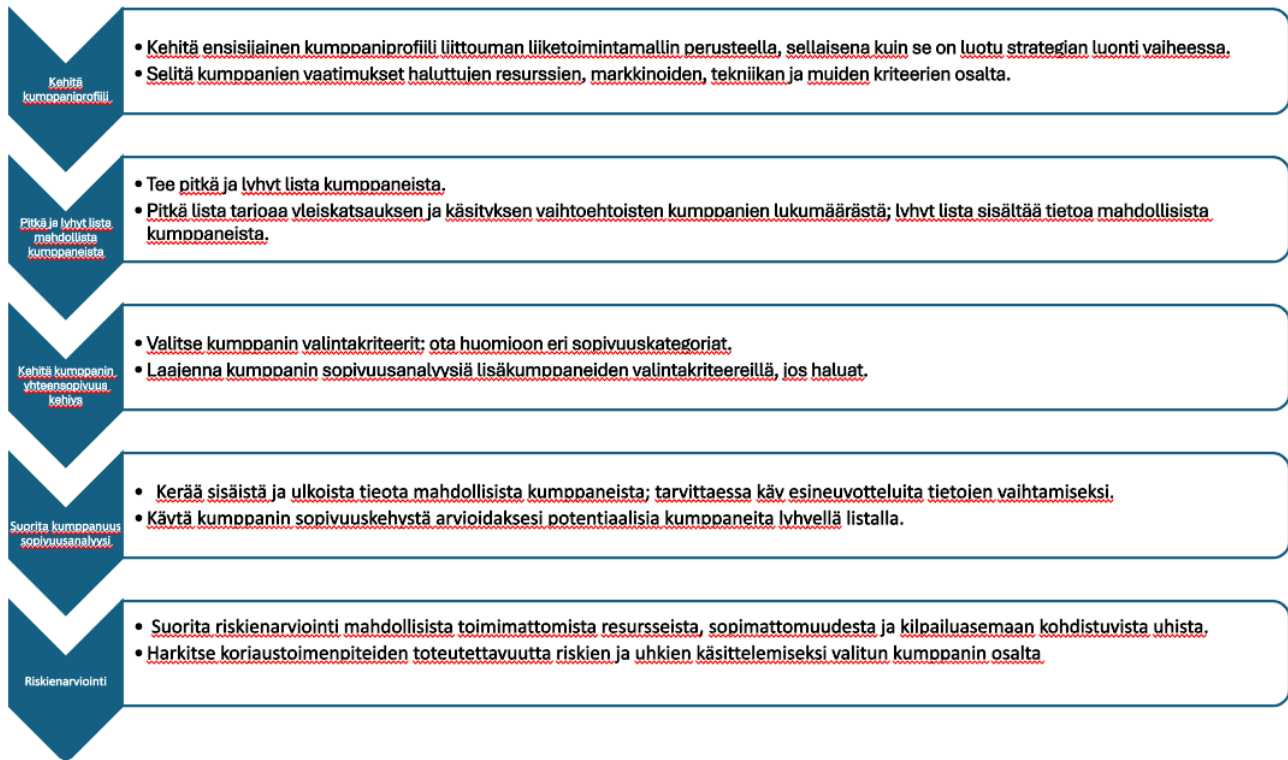 Kehitä
kumppaniprofiili
• Kehitä ensisijainen kumppaniprofiili liittouman liiketoimintamallin perusteella, sellaisena kuin se on luotu strategian luonti vaiheessa.
• Selitä kumppanien vaatimukset haluttujen resurssien, markkinoiden, tekniikan ja muiden kriteerien osalta.
Pitkä ja lyhyt lista
mahdollista
kumppaneista
• Tee pitkä ja lyhyt lista kumppaneista.
• Pitkä lista tarjoaa yleiskatsauksen ja käsityksen vaihtoehtoisten kumppanien lukumäärästä; lyhyt lista sisältää tietoa mahdollisista
kumppaneista.
Kehitä kumppanin
yhteensopivuus
kehiys
• Valitse kumppanin valintakriteerit; ota huomioon eri sopivuuskategoriat.
• Laajenna kumppanin sopivuusanalyysiä lisäkumppaneiden valintakriteereillä, jos haluat.
Suorita kumppanuus
sopivuusanalyysi
• Kerää sisäistä ja ulkoista tieota mahdollisista kumppaneista; tarvittaessa käy esineuvotteluita tietojen vaihtamiseksi.
• Käytä kumppanin sopivuuskehystä arvioidaksesi potentiaalisia kumppaneita lyhyellä listalla.
Riskienarviointi
• Suorita riskienarviointi mahdollisista toimimattomista resursseista, sopimattomuudesta ja kilpailuasemaan kohdistuvista uhista.
• Harkitse korjaustoimenpiteiden toteutettavuutta riskien ja uhkien käsittelemiseksi valitun kumppanin osalta